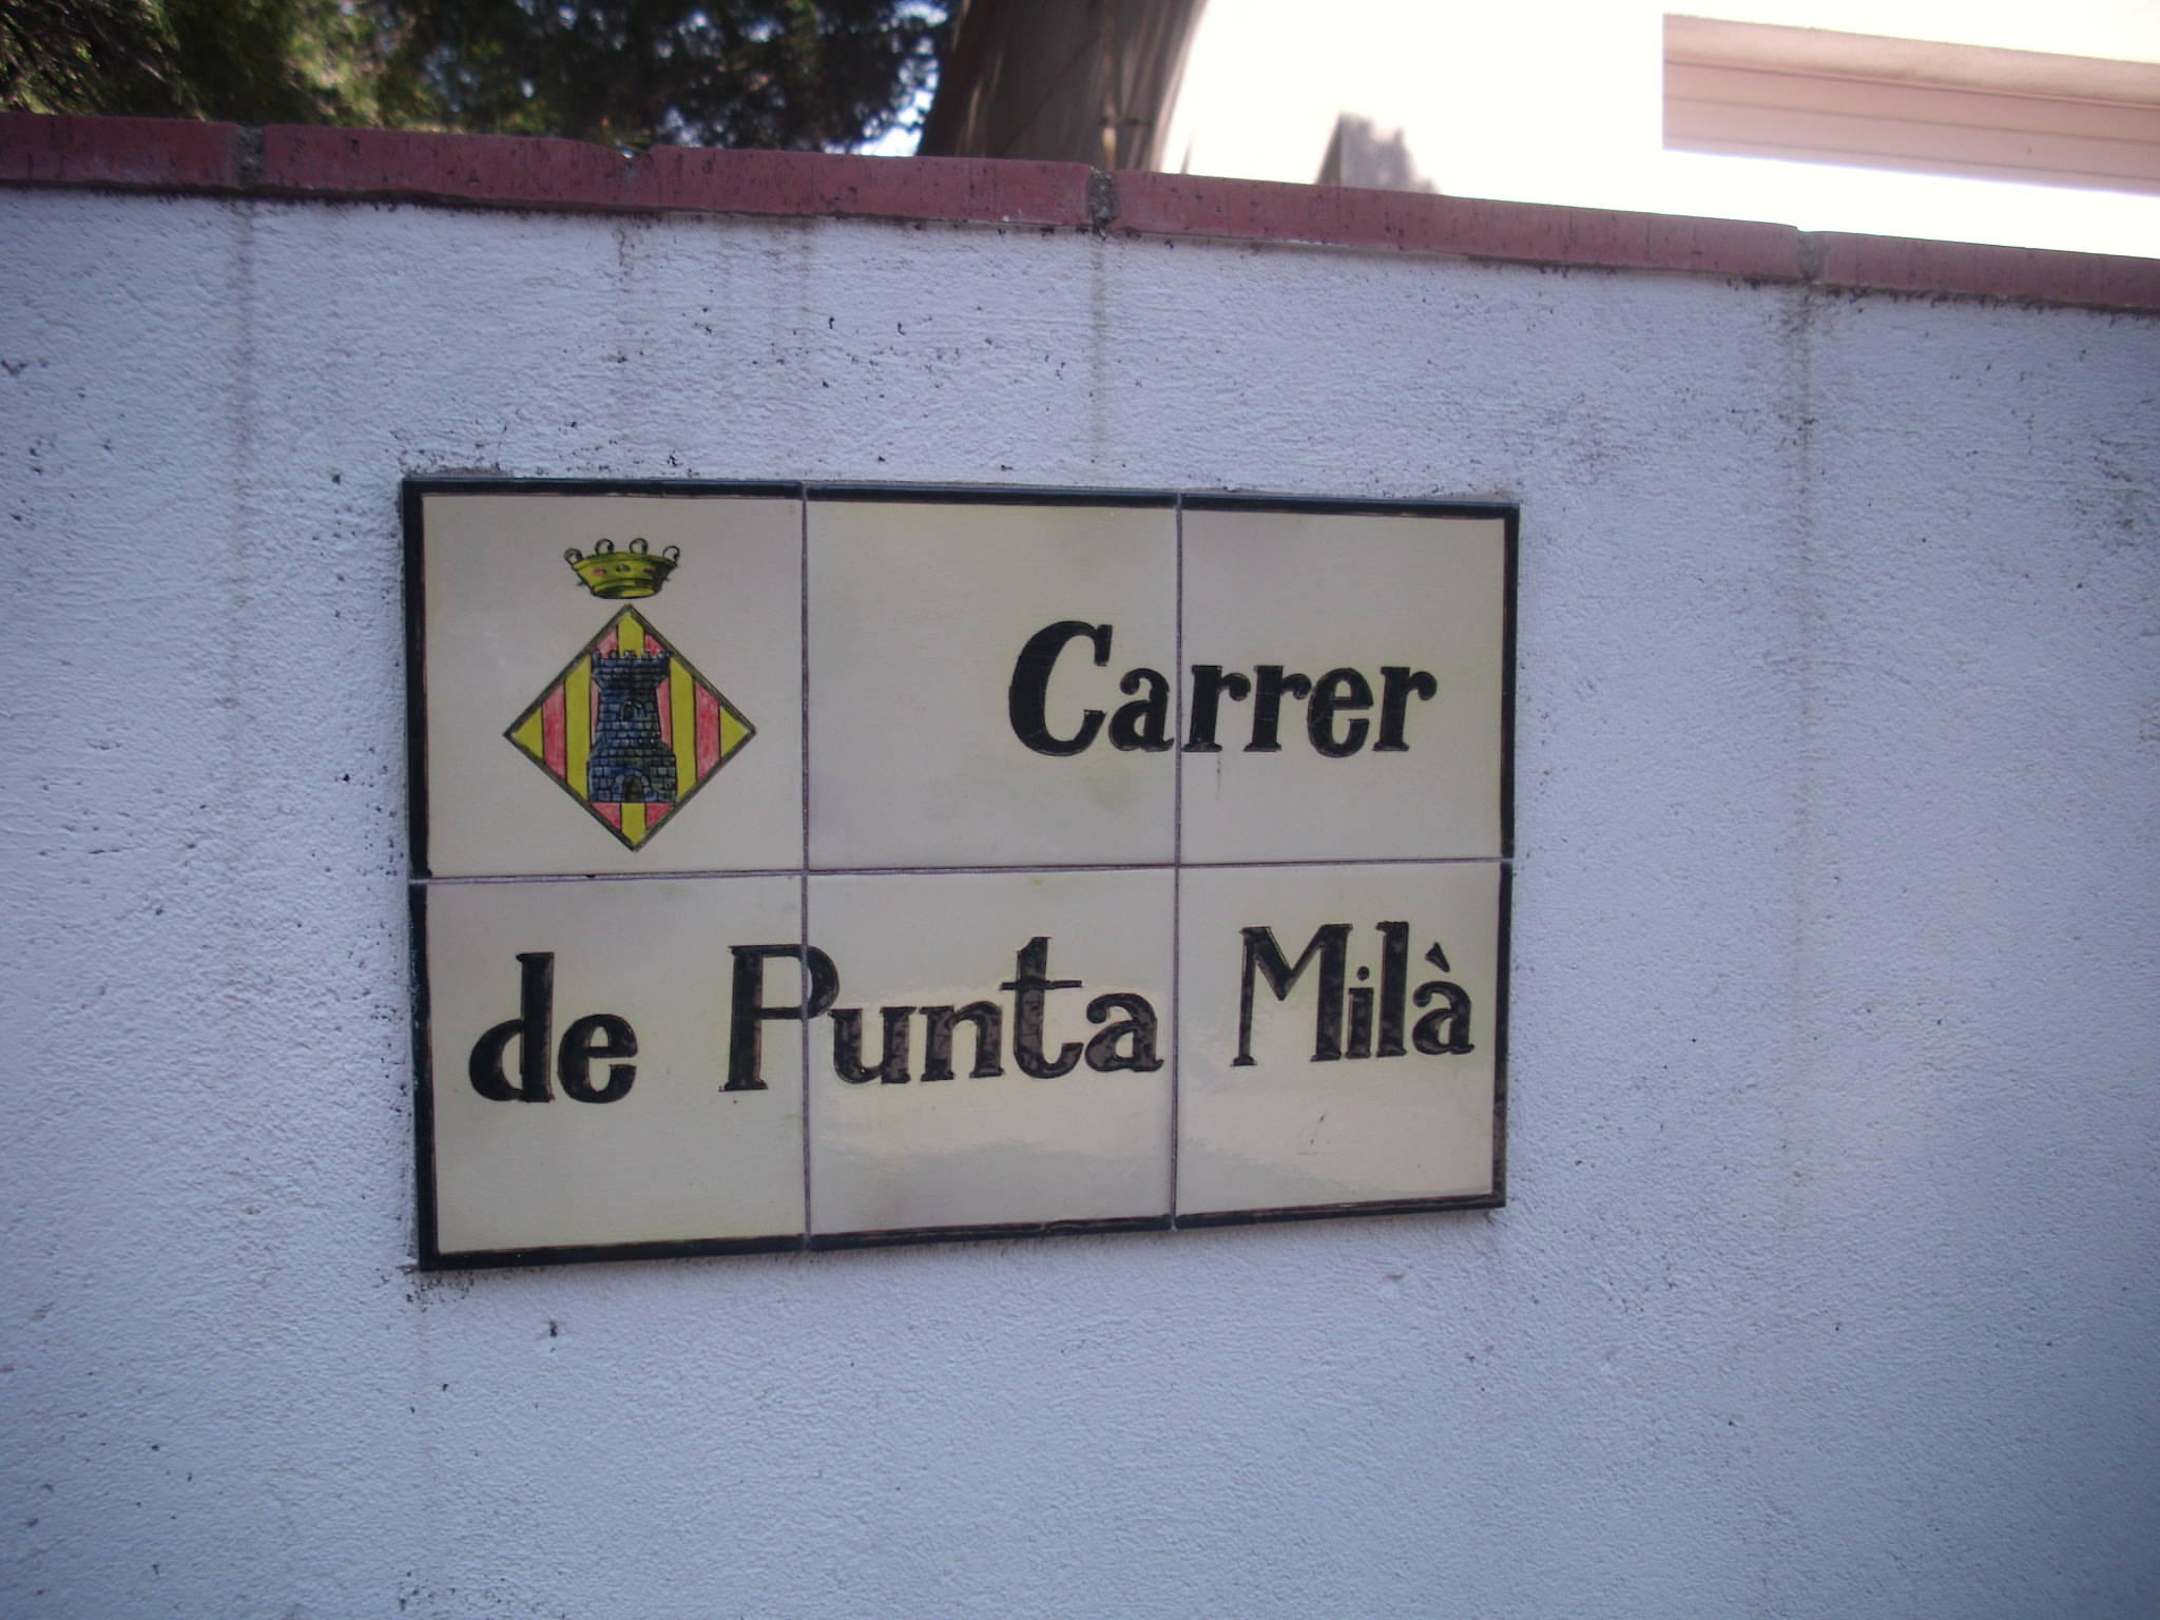 Carrer
de Punta Milà